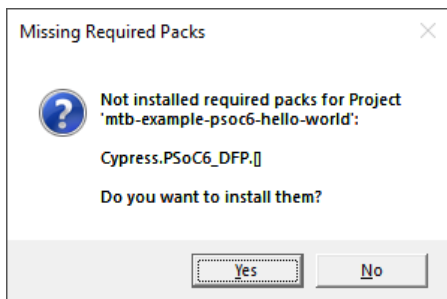 Missing Required Packs
Not installed required packs for Project
'mtb-example-psoc6-hello-world':
Cypress.PSoC6_DFP.[]
Do you want to install them?
Yes
No